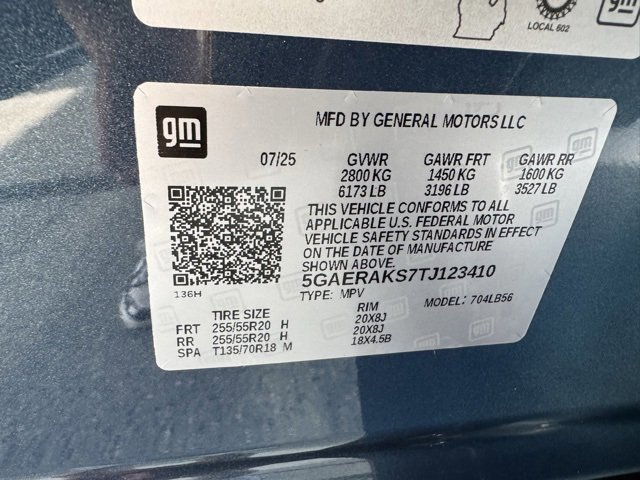 LOCAL 602
gm
MFD BY GENERAL MOTORS LLC
07/25 GVWR GAWR FRT GAWR RR
2800 KG 1450 KG 1600 KG
6173 LB 3196 LB 3527 LB
THIS VEHICLE CONFORMS TO ALL
APPLICABLE U.S. FEDERAL MOTOR
VEHICLE SAFETY STANDARDS IN EFFECT
ON THE DATE OF MANUFACTURE
SHOWN ABOVE.
5GAERAKS7TJ123410
136H TYPE: MPV MODEL: 704LB56
TIRE SIZE RIM
FRT 255/55R20 H 20X8J
RR 255/55R20 H 20X8J
SPA T135/70R18 M 18X4.5B